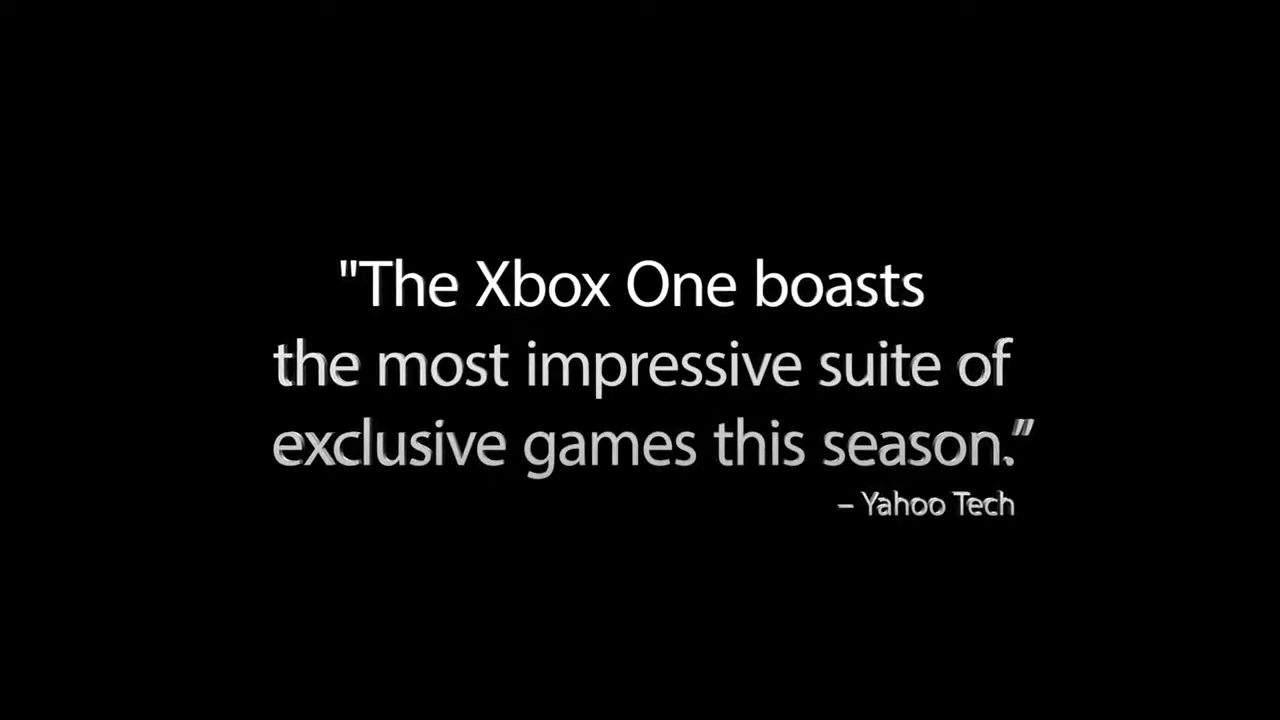 "The Xbox One boasts
the most impressive suite of
exclusive games this season.”
– Yahoo Tech